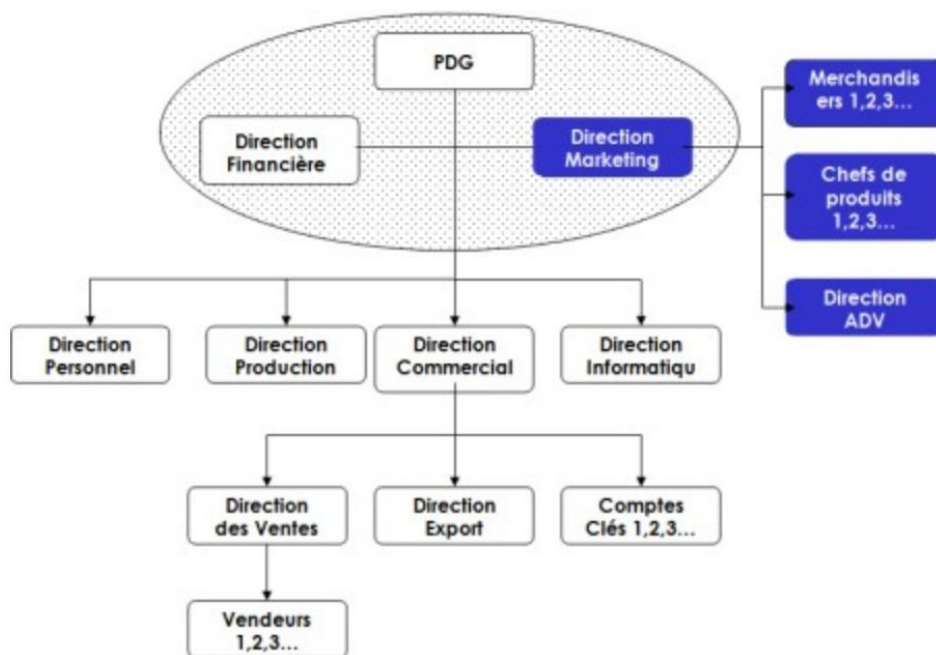 PDG
Direction
Financière
Direction
Marketing
Merchandis
ers 1,2,3...
Chefs de
produits
1,2,3...
Direction
ADV
Direction
Personnel
Direction
Production
Direction
Commercial
Direction
Informatiqu
Direction
des Ventes
Direction
Export
Comptes
Clés 1,2,3...
Vendeurs
1,2,3...